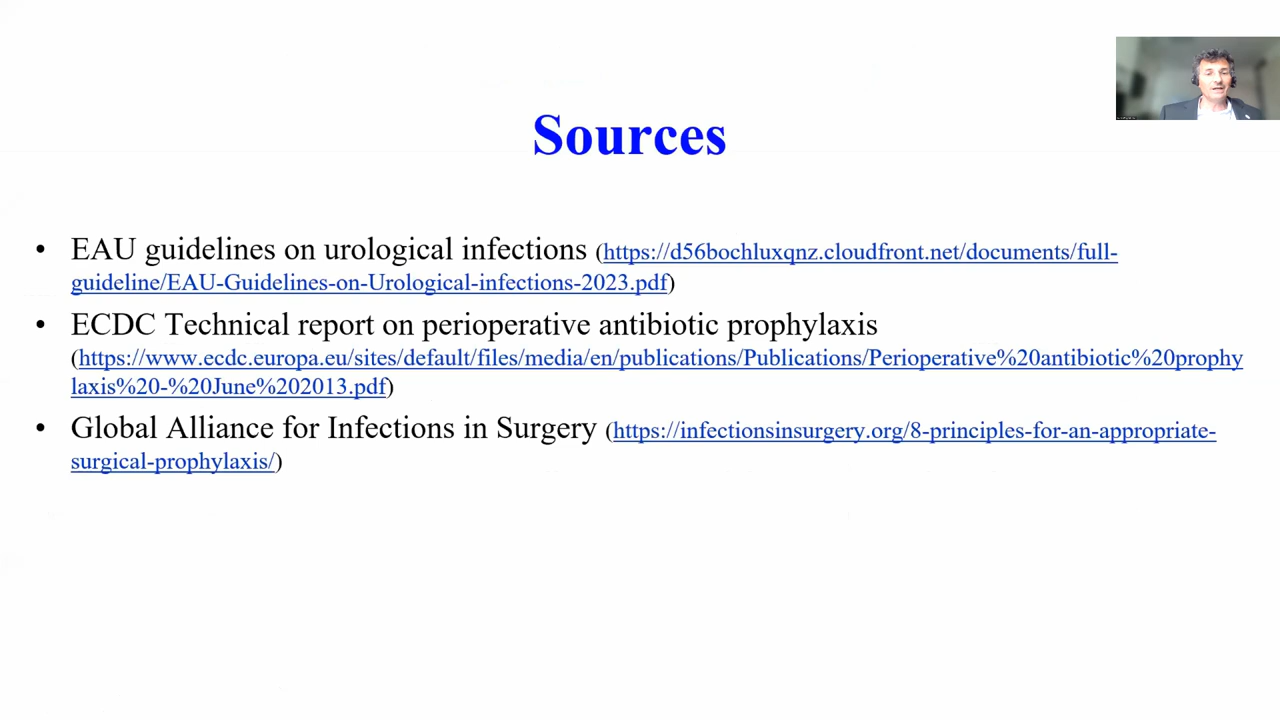 Sources
• EAU guidelines on urological infections (https://d56bochluxqnz.cloudfront.net/documents/full-
guideline/EAU-Guidelines-on-Urological-infections-2023.pdf)
• ECDC Technical report on perioperative antibiotic prophylaxis
(https://www.ecdc.europa.eu/sites/default/files/media/en/publications/Publications/Perioperative%20antibiotic%20prophy
laxis%20-%20June%202013.pdf)
• Global Alliance for Infections in Surgery (https://infectionsinsurgery.org/8-principles-for-an-appropriate-
surgical-prophylaxis/)